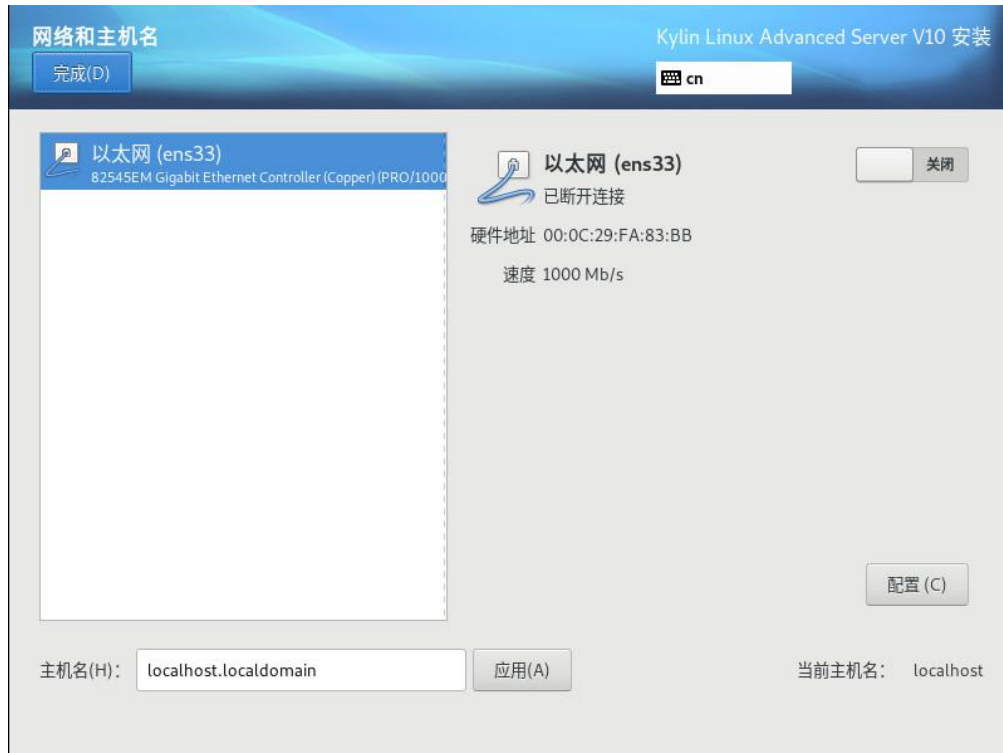 网络和主机名
Kylin Linux Advanced Server V10 安装
完成(D)
cn
以太网 (ens33)
82545EM Gigabit Ethernet Controller (Copper) (PRO/1000
以太网 (ens33)
关闭
已断开连接
硬件地址 00:0C:29:FA:83:BB
速度 1000 Mb/s
配置 (C)
主机名(H)： localhost.localdomain 应用(A) 当前主机名： localhost